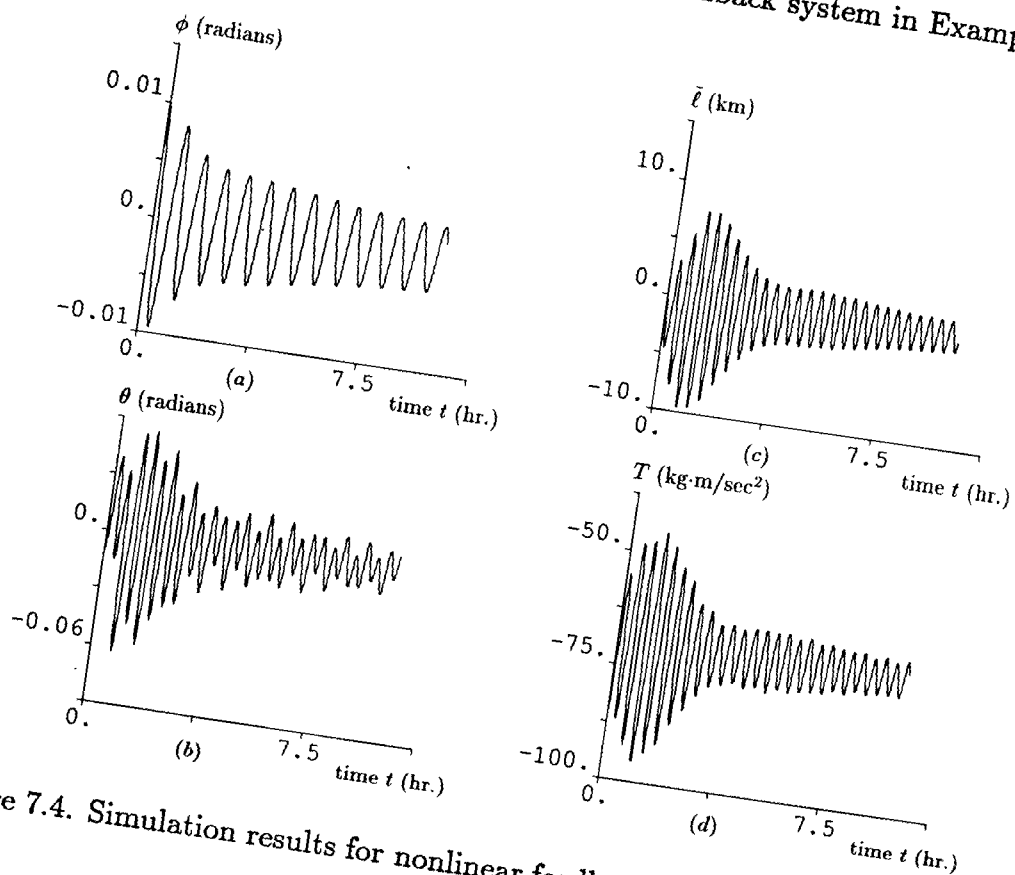 system in Examp
ϕ (radians)
0.01
0.
−0.01
0.
7.5
(a)
time t (hr.)
ℓ̃ (km)
10.
0.
−10.
0.
7.5
(c)
time t (hr.)
θ (radians)
0.
−0.06
0.
7.5
(b)
time t (hr.)
T (kg·m/sec²)
−50.
−75.
−100.
0.
7.5
(d)
time t (hr.)
7.4. Simulation results for nonlinear